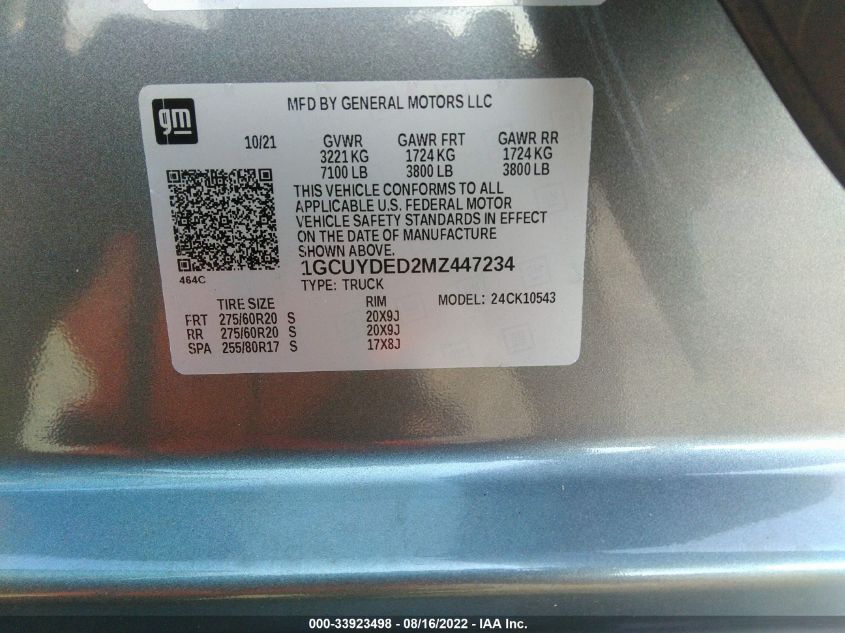 gm
MFD BY GENERAL MOTORS LLC
10/21 GVWR GAWR FRT GAWR RR
3221 KG 1724 KG 1724 KG
7100 LB 3800 LB 3800 LB
THIS VEHICLE CONFORMS TO ALL
APPLICABLE U.S. FEDERAL MOTOR
VEHICLE SAFETY STANDARDS IN EFFECT
ON THE DATE OF MANUFACTURE
SHOWN ABOVE.
464C
1GCUYDED2MZ447234
TYPE: TRUCK
TIRE SIZE RIM MODEL: 24CK10543
FRT 275/60R20 S 20X9J
RR 275/60R20 S 20X9J
SPA 255/80R17 S 17X8J
000-33923498 - 08/16/2022 - IAA Inc.